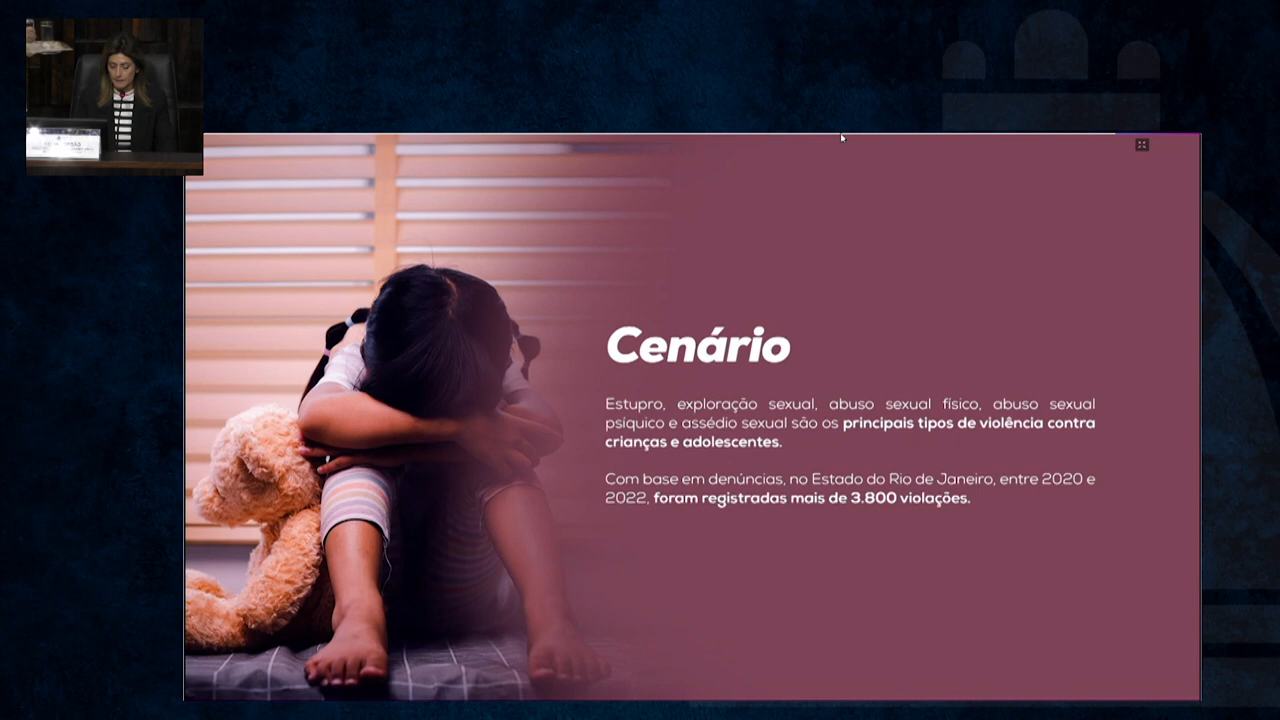 Cenário
Estupro, exploração sexual, abuso sexual físico, abuso sexual
psíquico e assédio sexual são os principais tipos de violência contra
crianças e adolescentes.
Com base em denúncias, no Estado do Rio de Janeiro, entre 2020 e
2022, foram registradas mais de 3.800 violações.